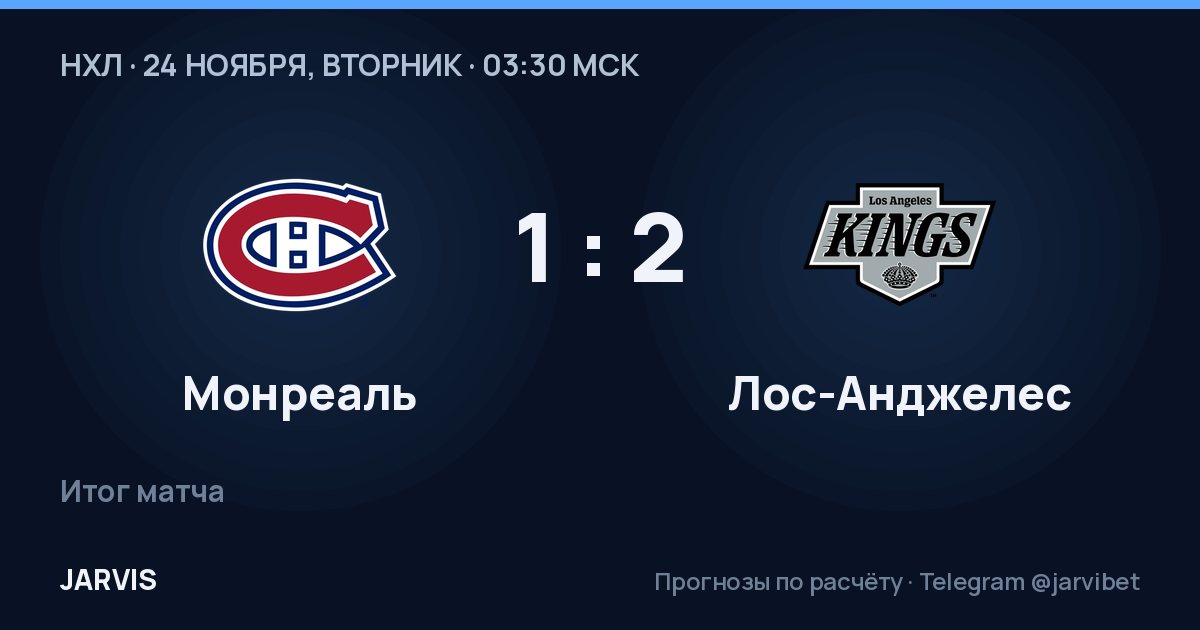 НХЛ · 24 НОЯБРЯ, ВТОРНИК · 03:30 МСК
1 : 2
Los Angeles
KINGS
Монреаль
Лос-Анджелес
Итог матча
JARVIS
Прогнозы по расчёту · Telegram @jarvibet